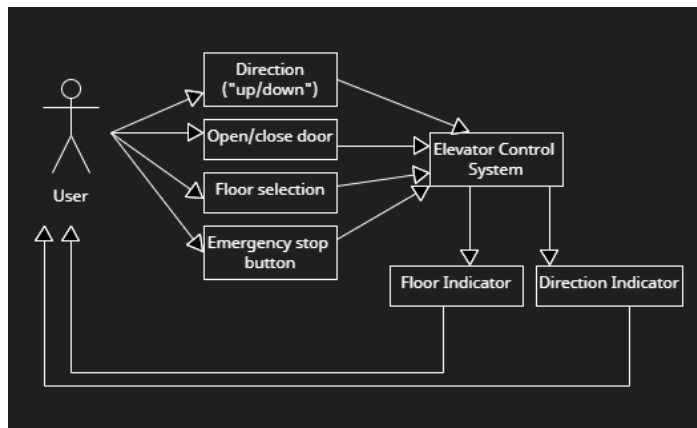 Direction
("up/down")
Open/close door
Elevator Control
System
User
Floor selection
Emergency stop
button
Floor Indicator
Direction Indicator